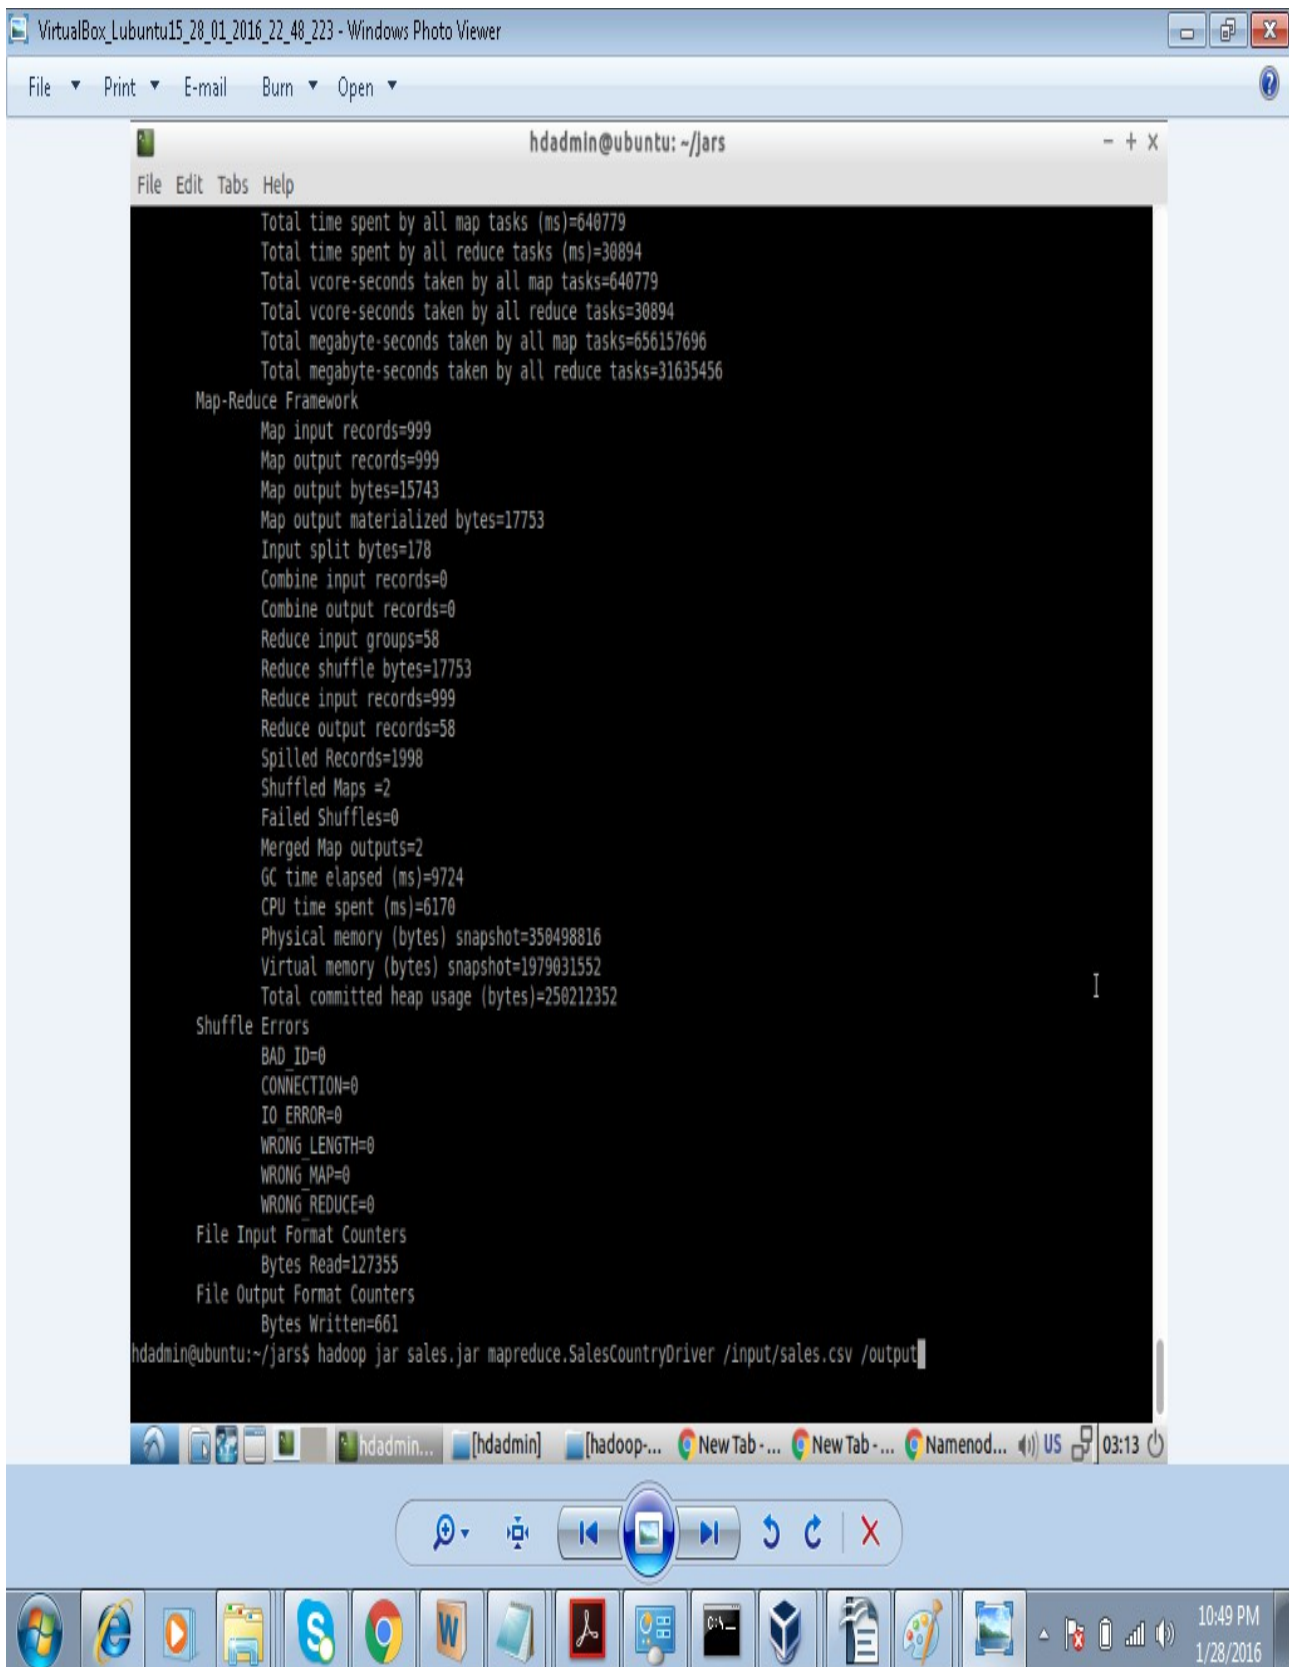 VirtualBox_Lubuntu15_28_01_2016_22_48_223 - Windows Photo Viewer
File Print E-mail Burn Open
hdadmin@ubuntu: ~/jars
File Edit Tabs Help
Total time spent by all map tasks (ms)=640779
Total time spent by all reduce tasks (ms)=30894
Total vcore-seconds taken by all map tasks=640779
Total vcore-seconds taken by all reduce tasks=30894
Total megabyte-seconds taken by all map tasks=656157696
Total megabyte-seconds taken by all reduce tasks=31635456
Map-Reduce Framework
Map input records=999
Map output records=999
Map output bytes=15743
Map output materialized bytes=17753
Input split bytes=178
Combine input records=0
Combine output records=0
Reduce input groups=58
Reduce shuffle bytes=17753
Reduce input records=999
Reduce output records=58
Spilled Records=1998
Shuffled Maps =2
Failed Shuffles=0
Merged Map outputs=2
GC time elapsed (ms)=9724
CPU time spent (ms)=6170
Physical memory (bytes) snapshot=350498816
Virtual memory (bytes) snapshot=1979031552
Total committed heap usage (bytes)=250212352
Shuffle Errors
BAD_ID=0
CONNECTION=0
IO_ERROR=0
WRONG_LENGTH=0
WRONG_MAP=0
WRONG_REDUCE=0
File Input Format Counters
Bytes Read=127355
File Output Format Counters
Bytes Written=661
hdadmin@ubuntu:~/jars$ hadoop jar sales.jar mapreduce.SalesCountryDriver /input/sales.csv /output
hdadmin... [hdadmin] [hadoop-... New Tab - ... New Tab - ... Namenod... US 03:13
10:49 PM
1/28/2016